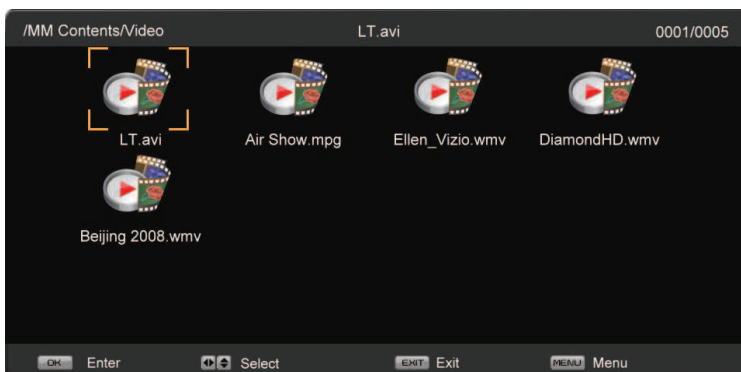 /MM Contents/Video LT.avi 0001/0005
LT.avi Air Show.mpg Ellen_Vizio.wmv DiamondHD.wmv
Beijing 2008.wmv
OK Enter Select EXIT Exit MENU Menu